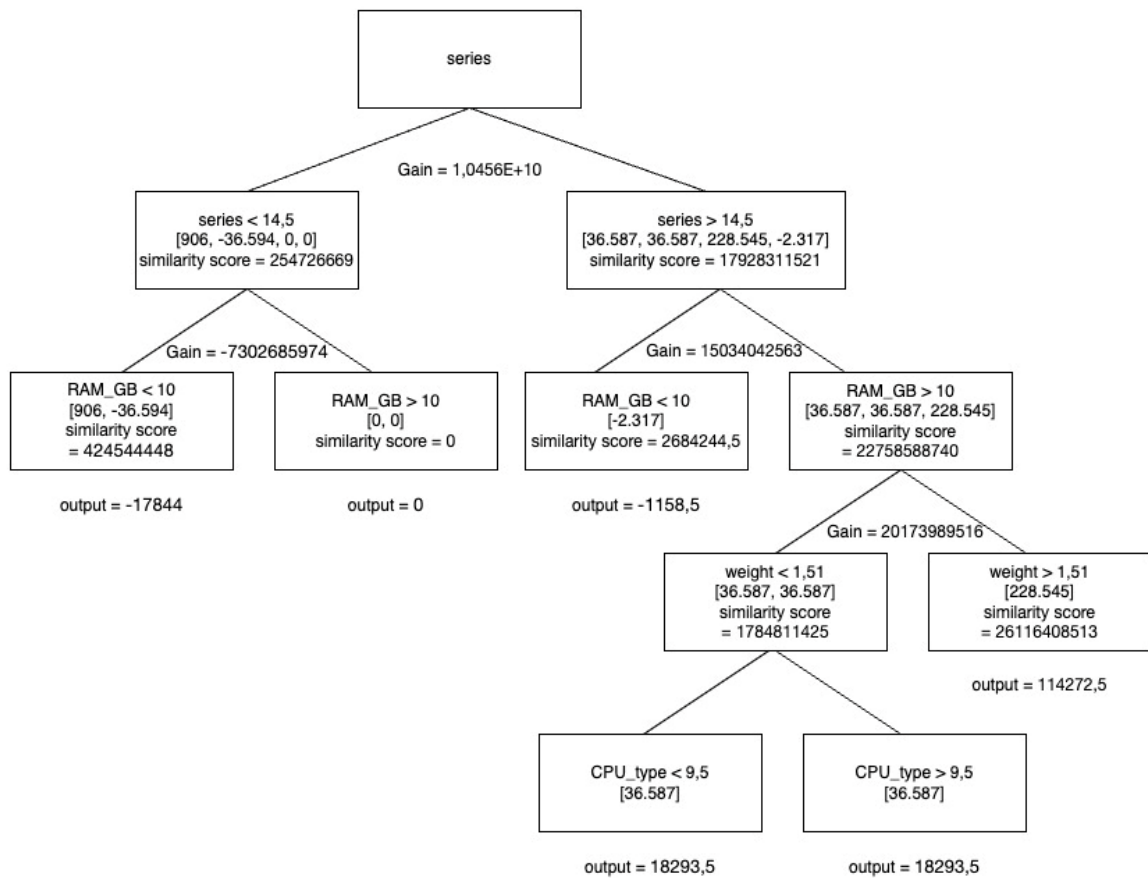 series
Gain = 1,0456E+10
series < 14,5
[906, -36.594, 0, 0]
similarity score = 254726669
series > 14,5
[36.587, 36.587, 228.545, -2.317]
similarity score = 17928311521
Gain = -7302685974
Gain = 15034042563
RAM_GB < 10
[906, -36.594]
similarity score
= 424544448
RAM_GB > 10
[0, 0]
similarity score = 0
RAM_GB < 10
[-2.317]
similarity score = 2684244,5
RAM_GB > 10
[36.587, 36.587, 228.545]
similarity score
= 22758588740
output = -17844
output = 0
output = -1158,5
Gain = 20173989516
weight < 1,51
[36.587, 36.587]
similarity score
= 1784811425
weight > 1,51
[228.545]
similarity score
= 26116408513
output = 114272,5
CPU_type < 9,5
[36.587]
CPU_type > 9,5
[36.587]
output = 18293,5
output = 18293,5